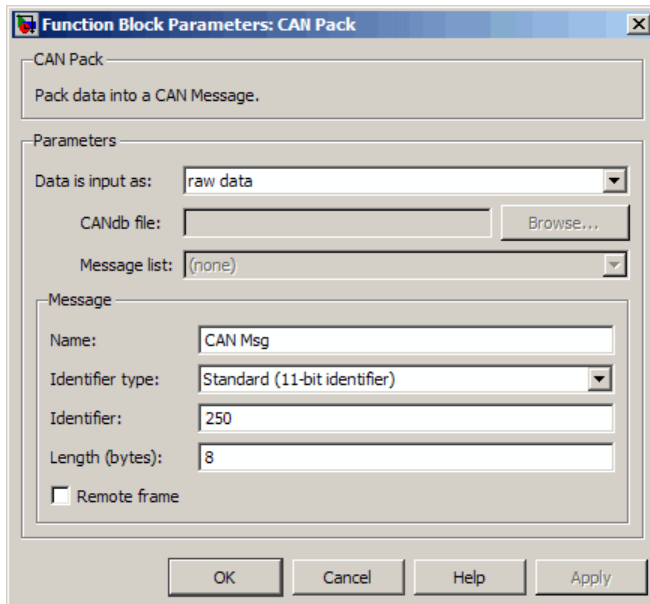 Function Block Parameters: CAN Pack
CAN Pack
Pack data into a CAN Message.
Parameters
Data is input as: raw data
CANdb file: Browse...
Message list: (none)
Message
Name: CAN Msg
Identifier type: Standard (11-bit identifier)
Identifier: 250
Length (bytes): 8
Remote frame
OK Cancel Help Apply